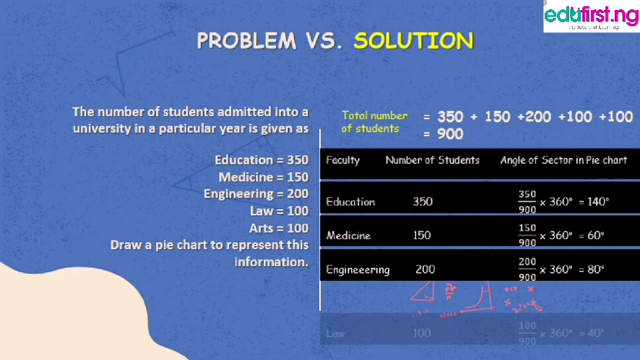 edufirst.ng
PROBLEM VS. SOLUTION
The number of students admitted into a
university in a particular year is given as
Education = 350
Medicine = 150
Engineering = 200
Law = 100
Arts = 100
Draw a pie chart to represent this
information.
Total number of students = 350 + 150 +200 +100 +100
= 900
Faculty Number of Students Angle of Sector in Pie chart
Education 350 350/900 x 360° = 140°
Medicine 150 150/900 x 360° = 60°
Engineeering 200 200/900 x 360° = 80°
Law 100 100/900 x 360° = 40°